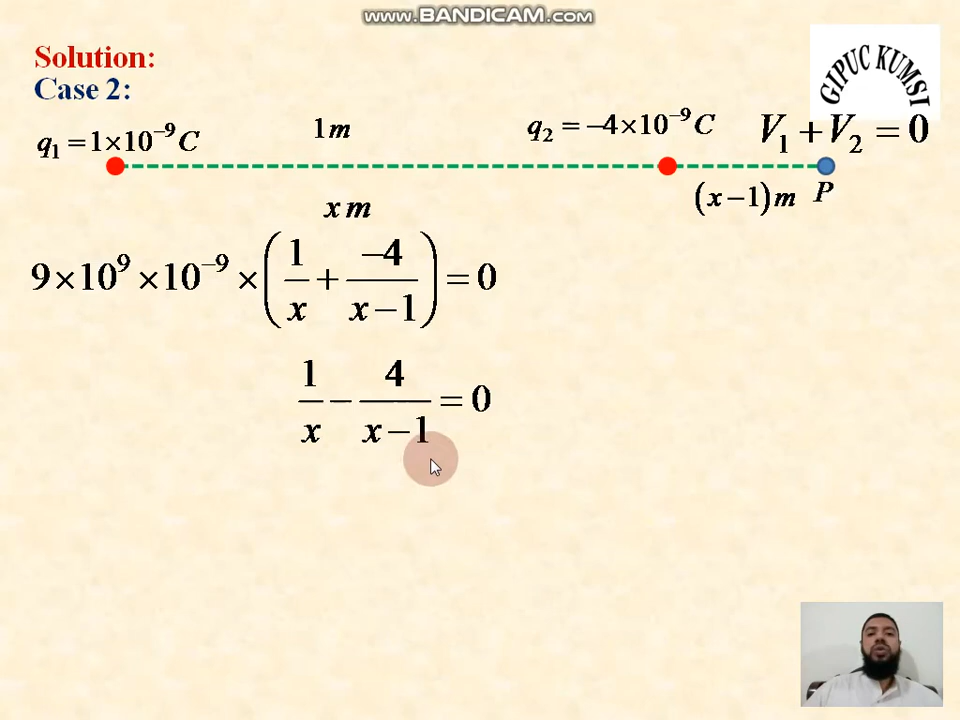 www.BANDICAM.com
Solution:
Case 2:
GIPUC KUMSI
q₁ = 1×10⁻⁹ C
1 m
q₂ = −4×10⁻⁹ C
V₁ + V₂ = 0
(x − 1) m
P
x m
9×10⁹ ×10⁻⁹ ×(1/x + −4/(x − 1)) = 0
1/x − 4/(x − 1) = 0